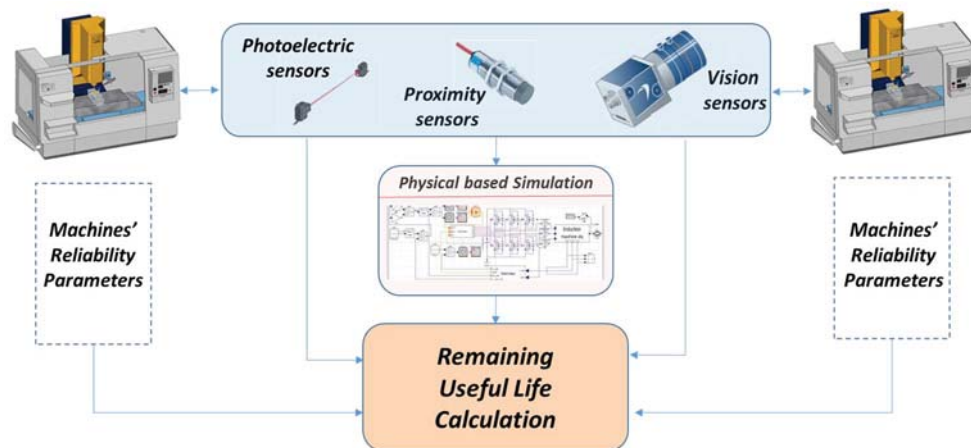 Photoelectric
sensors
Proximity
sensors
Vision
sensors
Physical based Simulation
Machines'
Reliability
Parameters
Machines'
Reliability
Parameters
Remaining
Useful Life
Calculation